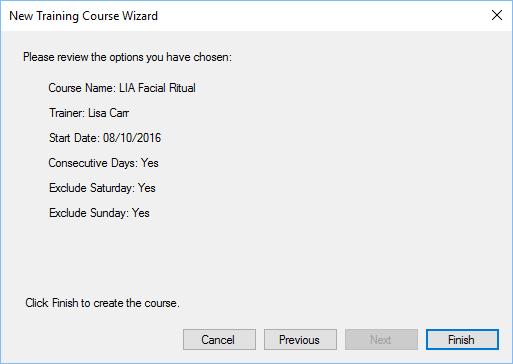 New Training Course Wizard
Please review the options you have chosen:
Course Name: LIA Facial Ritual
Trainer: Lisa Carr
Start Date: 08/10/2016
Consecutive Days: Yes
Exclude Saturday: Yes
Exclude Sunday: Yes
Click Finish to create the course.
Cancel Previous Next Finish